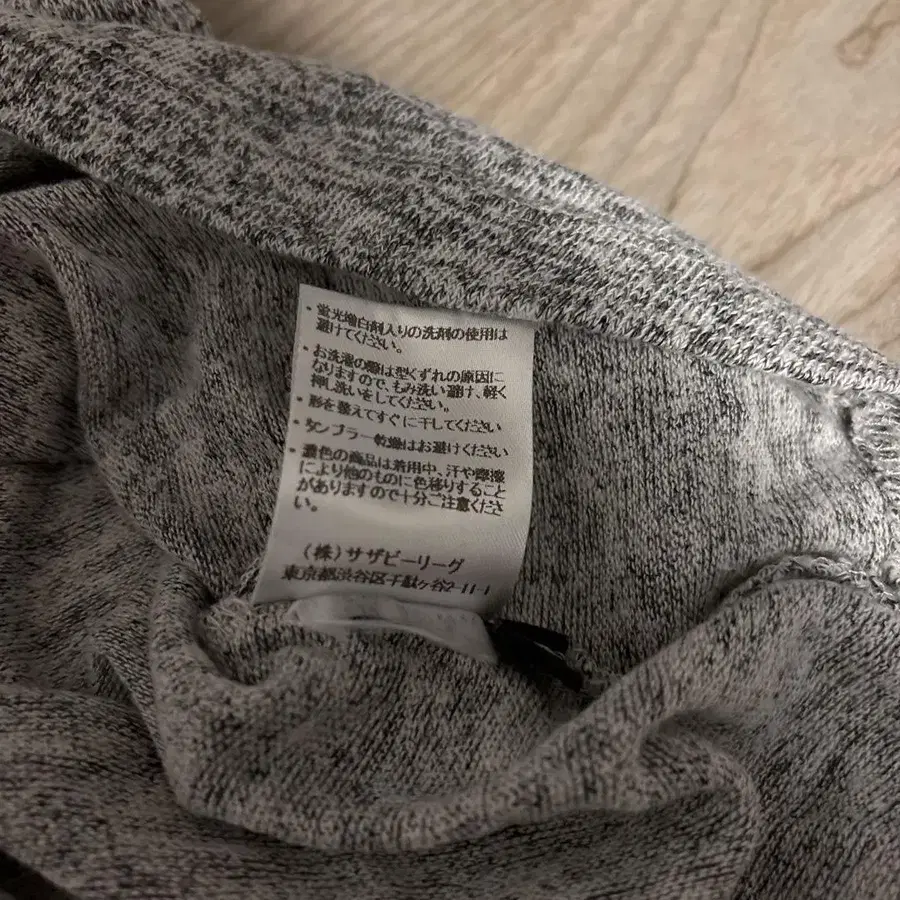 ・蛍光増白剤入りの洗剤の使用は
避けてください。
・お洗濯の際は型くずれの原因に
なりますので、もみ洗い避け、軽く
押し洗いをしてください。
・形を整えてすぐに干してください
・タンブラー乾燥はお避けください
・濃色の商品は着用中、汗や摩擦
により他のものに色移りすること
がありますので十分ご注意くださ
い。
(株)サザビーリーグ
東京都渋谷区千駄ヶ谷2-11-1